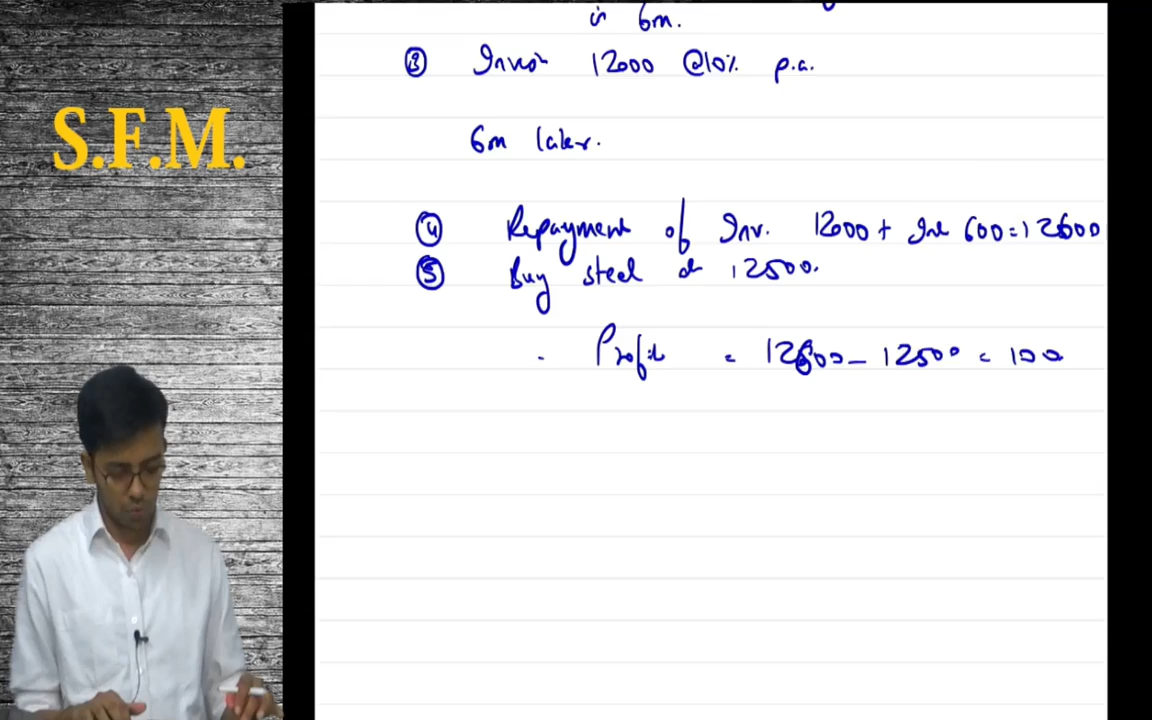 S.F.M.
in 6m.
③ Invest 12000 @10% p.a.
6m later.
④ Repayment of Inv. 12000 + Int 600 = 12600
⑤ Buy steel at 12500.
Profit = 12600 - 12500 = 100